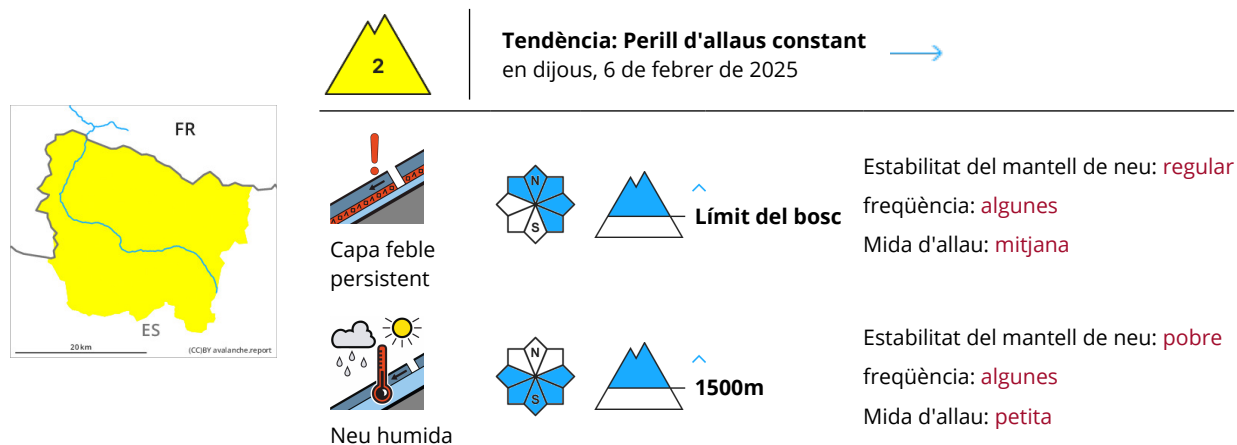 2
Tendència: Perill d'allaus constant
en dijous, 6 de febrer de 2025
FR
ES
20 km
(CC)BY avalanche.report
Capa feble
persistent
N
S
Límit del bosc
Estabilitat del mantell de neu: regular
freqüència: algunes
Mida d'allau: mitjana
Neu humida
N
S
1500m
Estabilitat del mantell de neu: pobre
freqüència: algunes
Mida d'allau: petita